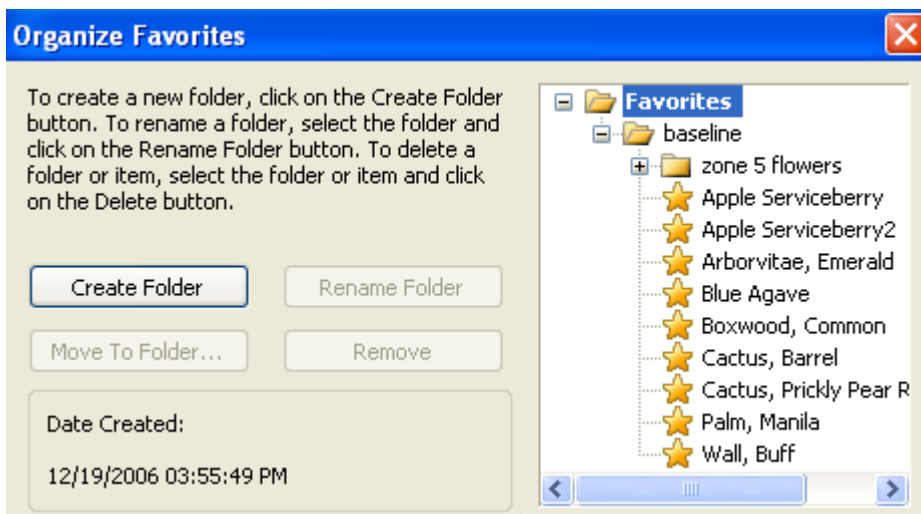 Organize Favorites
To create a new folder, click on the Create Folder
button. To rename a folder, select the folder and
click on the Rename Folder button. To delete a
folder or item, select the folder or item and click
on the Delete button.
Create Folder
Rename Folder
Move To Folder...
Remove
Date Created:
12/19/2006 03:55:49 PM
Favorites
baseline
zone 5 flowers
Apple Serviceberry
Apple Serviceberry2
Arborvitae, Emerald
Blue Agave
Boxwood, Common
Cactus, Barrel
Cactus, Prickly Pear R
Palm, Manila
Wall, Buff